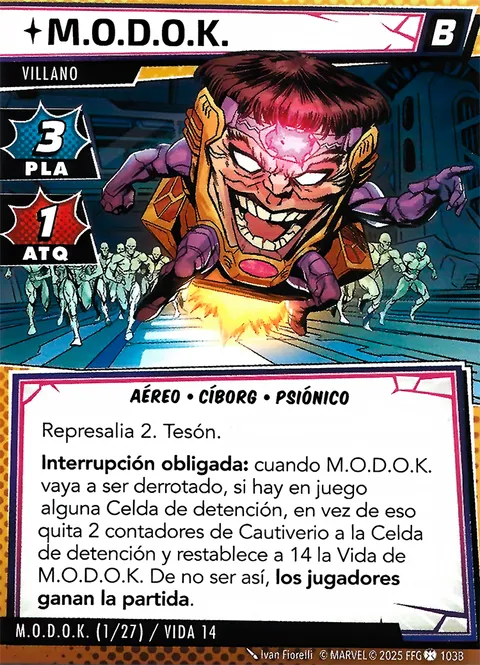 M.O.D.O.K.
B
VILLANO
3
PLA
1
ATQ
AÉREO • CÍBORG • PSIÓNICO
Represalia 2. Tesón.
Interrupción obligada: cuando M.O.D.O.K.
vaya a ser derrotado, si hay en juego
alguna Celda de detención, en vez de eso
quita 2 contadores de Cautiverio a la Celda
de detención y restablece a 14 la Vida de
M.O.D.O.K. De no ser así, los jugadores
ganan la partida.
M.O.D.O.K. (1/27) / VIDA 14
Ivan Fiorelli © MARVEL © 2025 FFG 103B